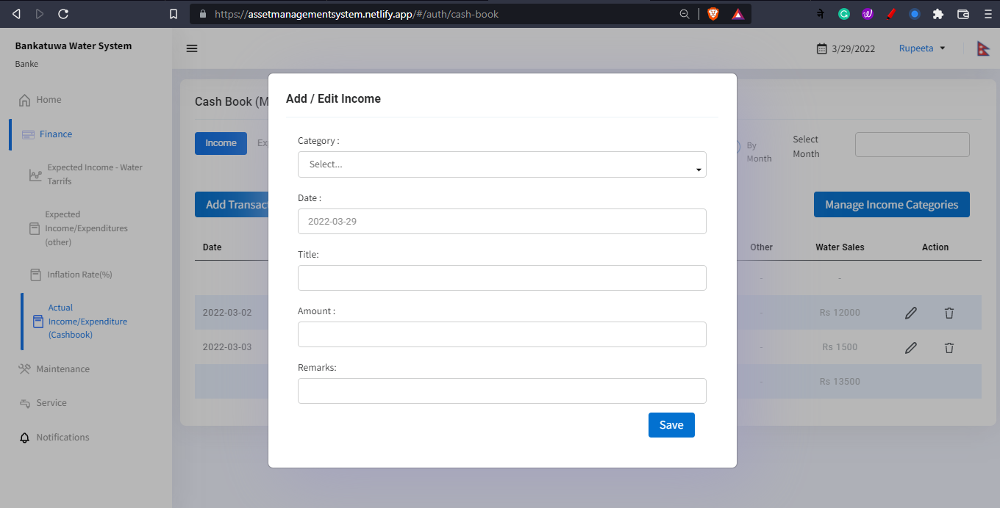 https://assetmanagementsystem.netlify.app/#/auth/cash-book
ने
Bankatuwa Water System
Banke
3/29/2022
Rupeeta
Home
Finance
Expected Income - Water
Tarrifs
Expected
Income/Expenditures
(other)
Inflation Rate(%)
Actual
Income/Expenditure
(Cashbook)
Maintenance
Service
Notifications
Cash Book (M
Income
Ex
By
Month
Select
Month
Add Transact
Manage Income Categories
Date
Other
Water Sales
Action
- -
2022-03-02 - Rs 12000
2022-03-03 - Rs 1500
- Rs 13500
Add / Edit Income
Category :
Select...
Date :
2022-03-29
Title:
Amount :
Remarks:
Save